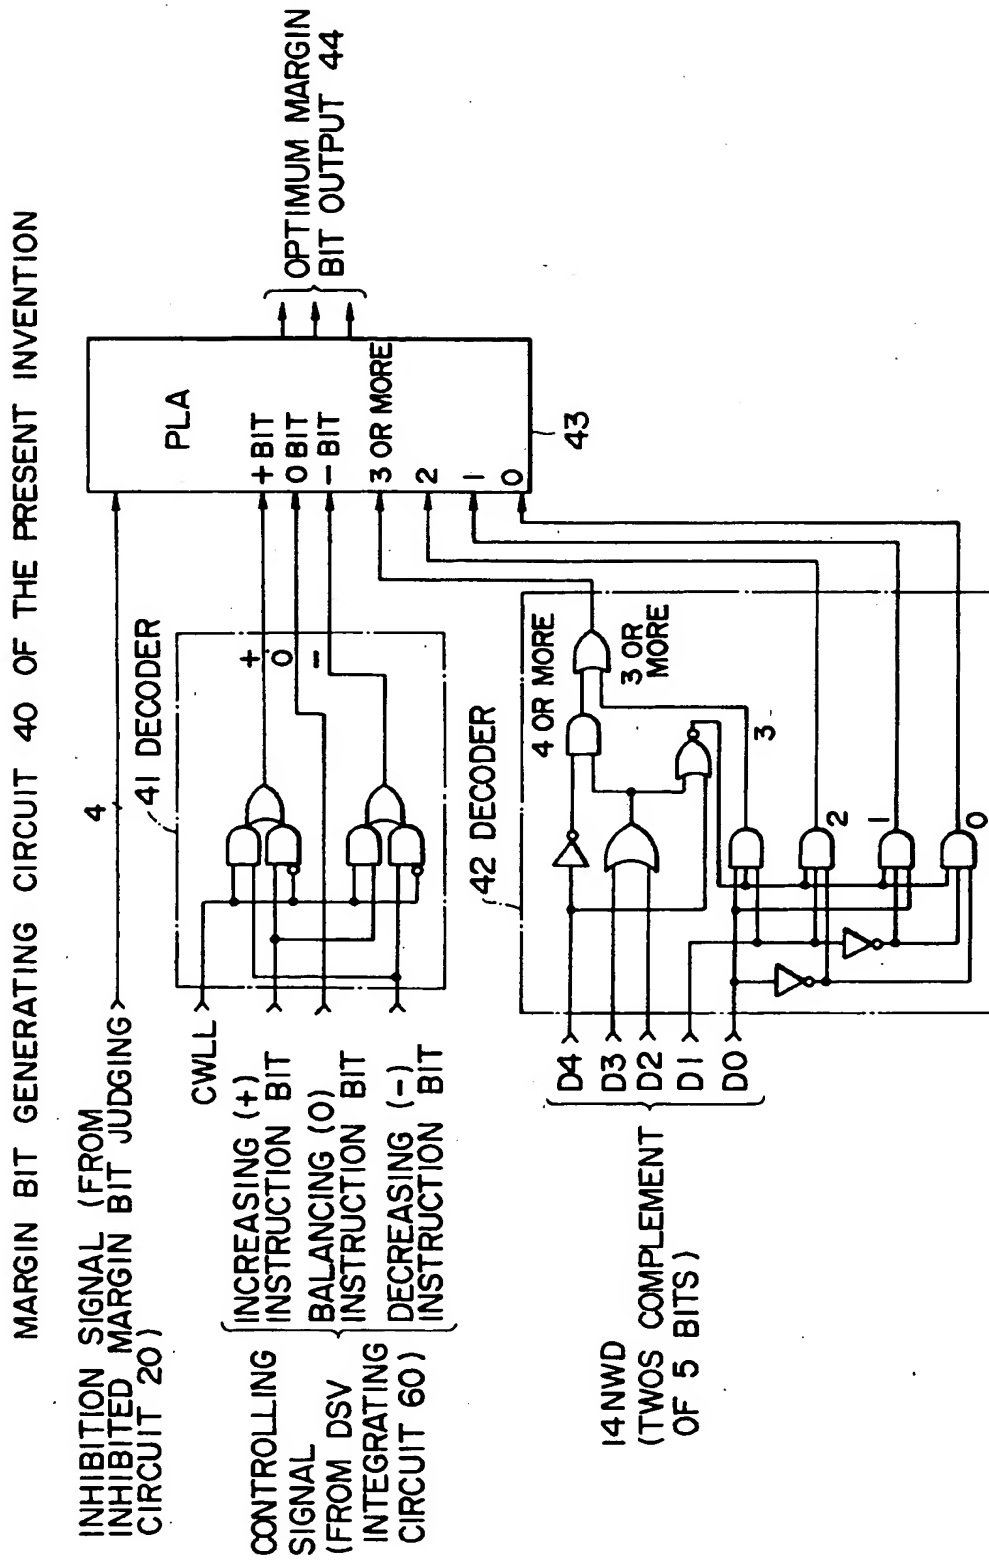 MARGIN BIT GENERATING CIRCUIT 40 OF THE PRESENT INVENTION
INHIBITION SIGNAL (FROM
INHIBITED MARGIN BIT JUDGING
CIRCUIT 20)
4
41 DECODER
CWLL
CONTROLLING
SIGNAL
(FROM DSV
INTEGRATING
CIRCUIT 60)
INCREASING (+)
INSTRUCTION BIT
BALANCING (0)
INSTRUCTION BIT
DECREASING (-)
INSTRUCTION BIT
+
0
-
PLA
+ BIT
0 BIT
- BIT
3 OR MORE
2
1
0
43
OPTIMUM MARGIN
BIT OUTPUT 44
42 DECODER
4 OR MORE
3 OR
MORE
3
2
1
0
14NWD
(TWOS COMPLEMENT
OF 5 BITS)
D4
D3
D2
D1
D0